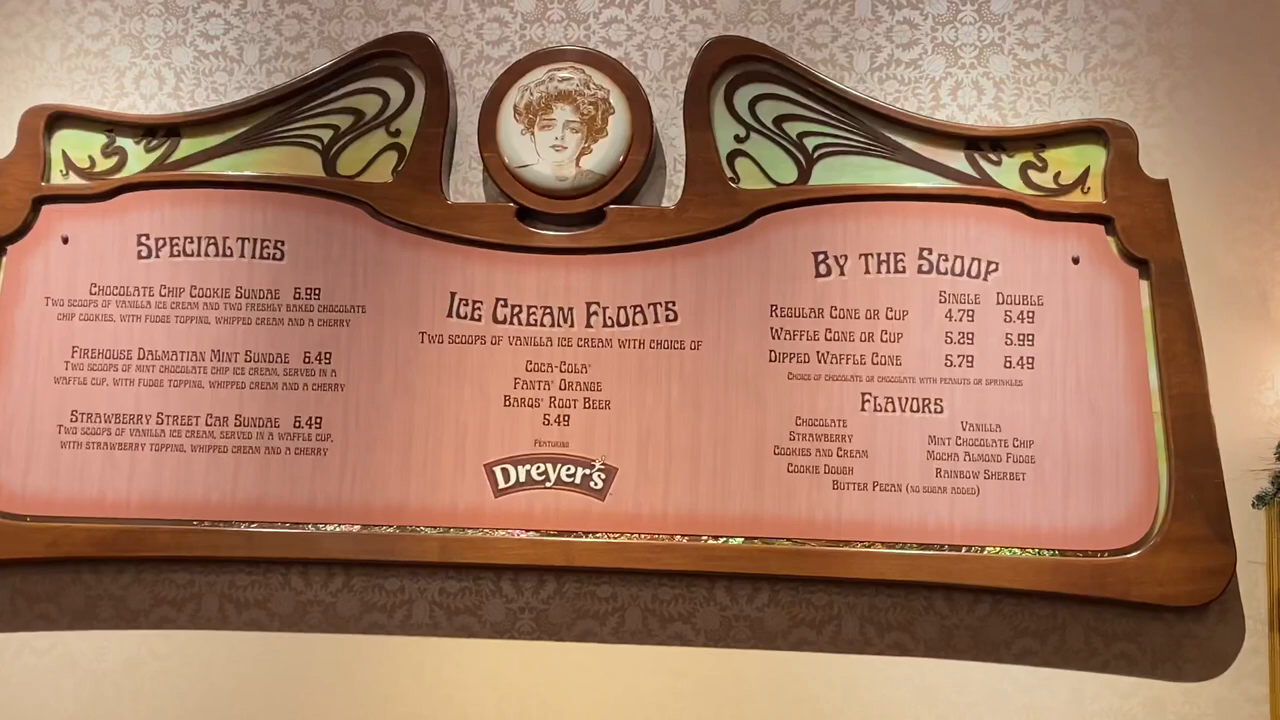 Specialties
Chocolate Chip Cookie Sundae 5.99
Two scoops of vanilla ice cream and two freshly baked chocolate
chip cookies, with fudge topping, whipped cream and a cherry
Firehouse Dalmatian Mint Sundae 6.49
Two scoops of mint chocolate chip ice cream, served in a
waffle cup, with fudge topping, whipped cream and a cherry
Strawberry Street Car Sundae 6.49
Two scoops of vanilla ice cream, served in a waffle cup,
with strawberry topping, whipped cream and a cherry
Ice Cream Floats
Two scoops of vanilla ice cream with choice of
Coca-Cola®
Fanta® Orange
Barqs® Root Beer
5.49
Featuring
Dreyer's
By the Scoop
Single Double
Regular Cone or Cup 4.79 5.49
Waffle Cone or Cup 5.29 5.99
Dipped Waffle Cone 5.79 6.49
Choice of chocolate or chocolate with peanuts or sprinkles
Flavors
Chocolate Vanilla
Strawberry Mint Chocolate Chip
Cookies and Cream Mocha Almond Fudge
Cookie Dough Rainbow Sherbet
Butter Pecan (no sugar added)